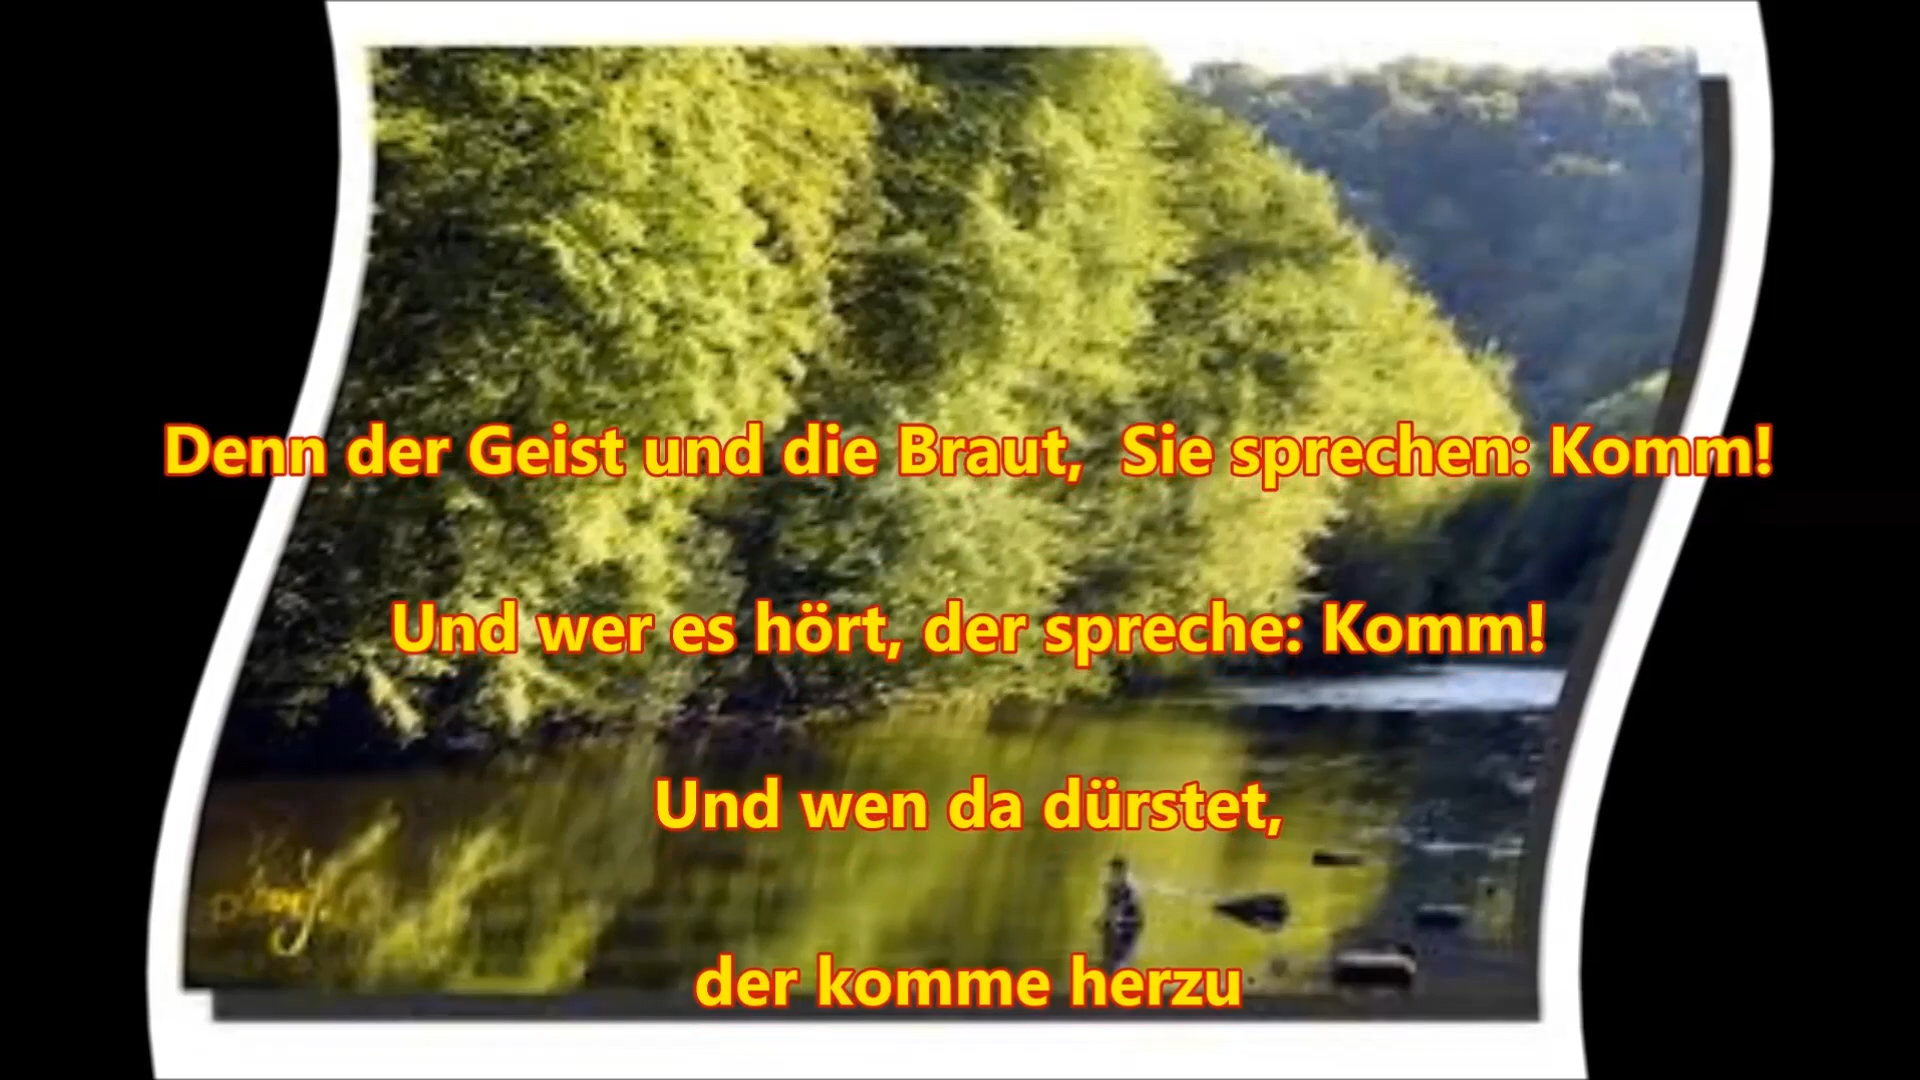 Denn der Geist und die Braut,  Sie sprechen: Komm!
Und wer es hört, der spreche: Komm!
Und wen da dürstet,
der komme herzu